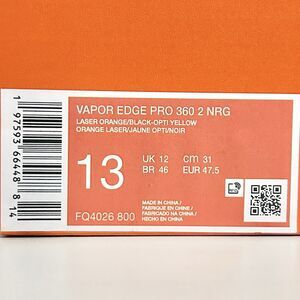 VAPOR EDGE PRO 360 2 NRG
LASER ORANGE/BLACK-OPTI YELLOW
ORANGE LASER/JAUNE OPTI/NOIR
13
UK 12 CM 31
BR 46 EUR 47.5
FQ4026 800
MADE IN CHINA /
FABRIQUE EN CHINE /
FABRICADO NA CHINA /
HECHO EN CHINA
1 97593 66448 8 14